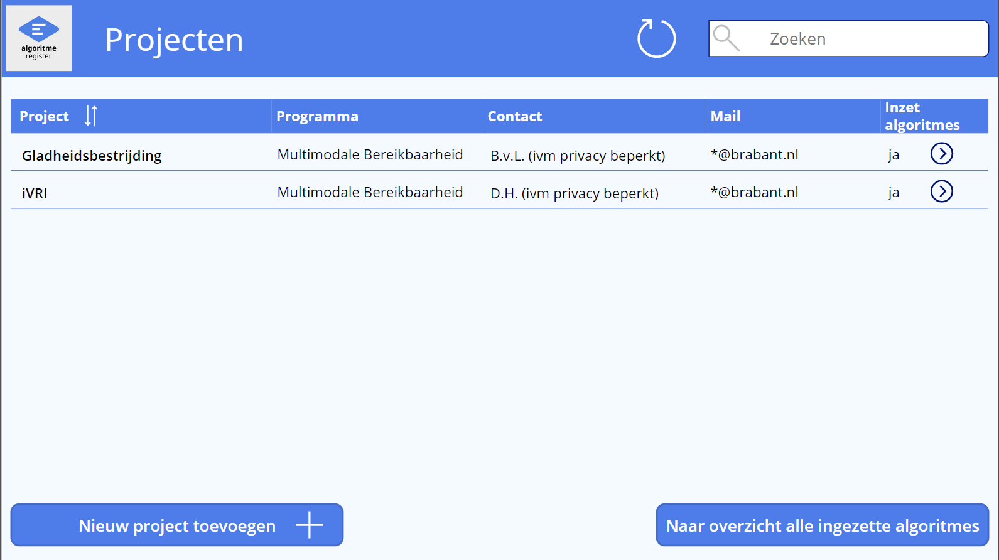 algoritme
register
Projecten
Zoeken
Project Programma Contact Mail Inzet algoritmes
Gladheidsbestrijding Multimodale Bereikbaarheid B.v.L. (ivm privacy beperkt) *@brabant.nl ja
iVRI Multimodale Bereikbaarheid D.H. (ivm privacy beperkt) *@brabant.nl ja
Nieuw project toevoegen
Naar overzicht alle ingezette algoritmes